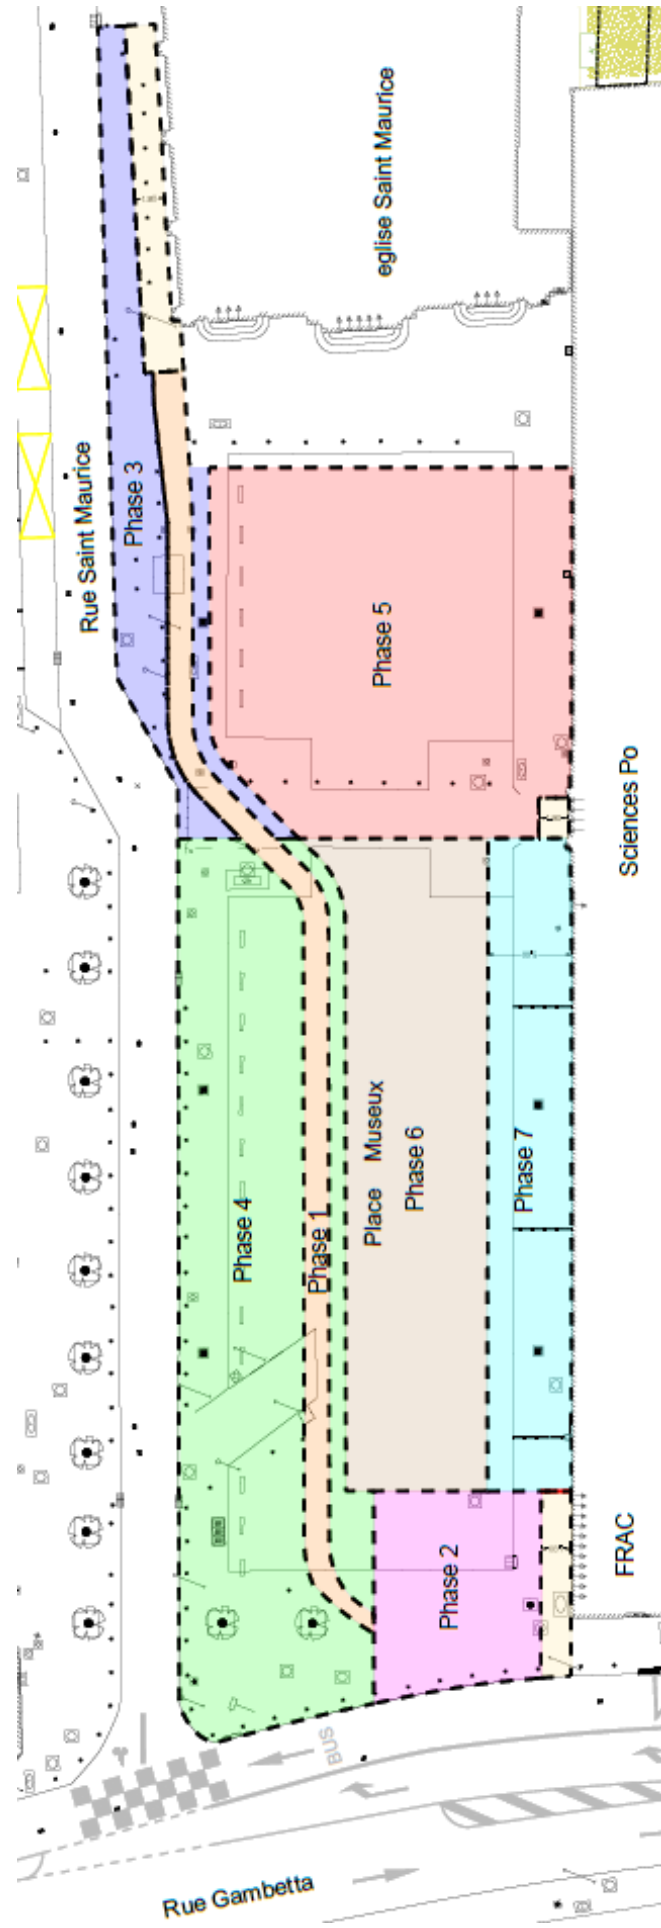 eglise Saint Maurice
Rue Saint Maurice
Phase 3
Phase 5
Sciences Po
Place Museux
Phase 6
Phase 7
Phase 4
Phase 1
Phase 2
FRAC
BUS
Rue Gambetta